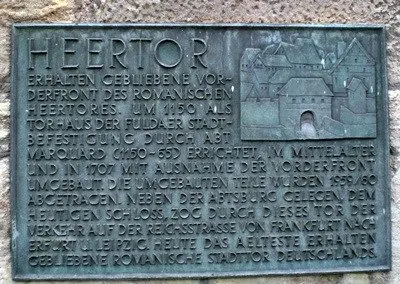 HEERTOR
ERHALTEN GEBLIEBENE VOR-
DERFRONT DES ROMANISCHEN
HEERTORES. UM 1150 ALS
TORHAUS DER FULDAER STADT-
BEFESTIGUNG DURCH ABT
MARQUARD (1150-65) ERRICHTET, IM MITTELALTER
UND IN 1707 MIT AUSNAHME DER VORDERFRONT
UMGEBAUT. DIE UMGEBAUTEN TEILE WURDEN 1959/60
ABGETRAGEN. NEBEN DER ABTSBURG GELEGEN, DEM
HEUTIGEN SCHLOSS, ZOG DURCH DIESES TOR DER
VERKEHR AUF DER REICHSSTRASSE VON FRANKFURT NACH
ERFURT U. LEIPZIG. HEUTE DAS AELTESTE ERHALTEN
GEBLIEBENE ROMANISCHE STADTTOR DEUTSCHLANDS.